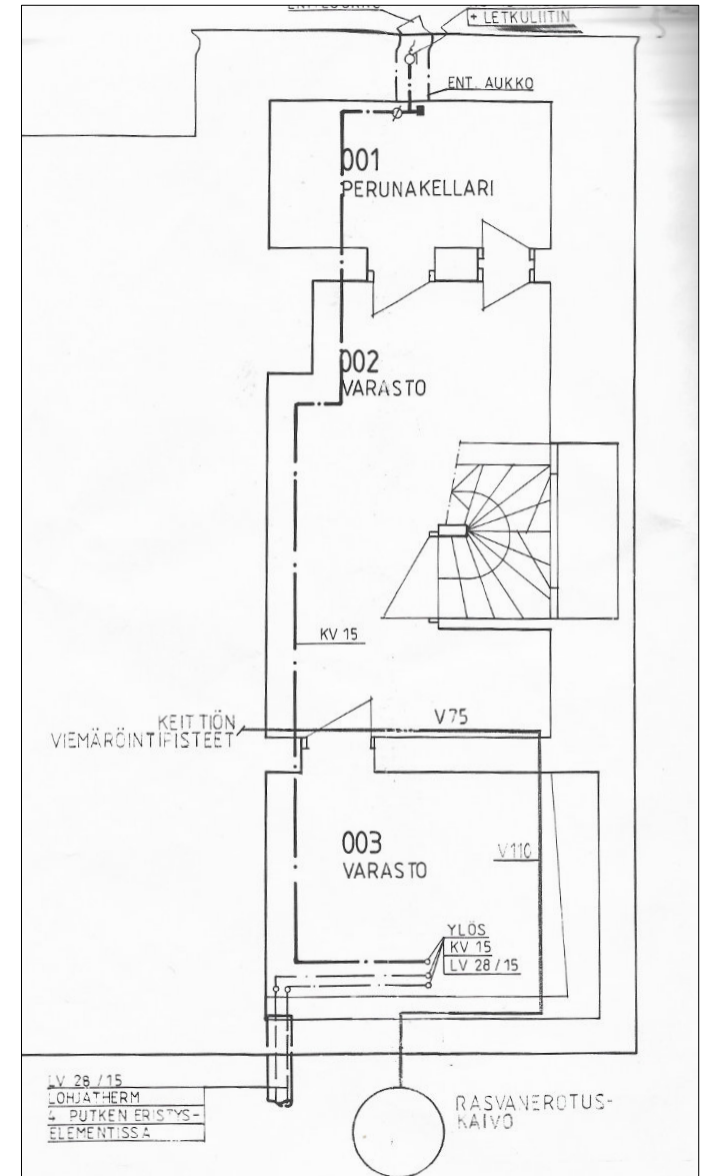 + LETKULIITIN
ENT. AUKKO
001
PERUNAKELLARI
002
VARASTO
KV 15
KEITTIÖN
VIEMÄRÖINTIPISTEET
V75
003
VARASTO
V110
YLÖS
KV 15
LV 28/15
LV 28/15
LOHJATHERM
4 PUTKEN ERISTYS-
ELEMENTISSÄ
RASVANEROTUS-
KAIVO